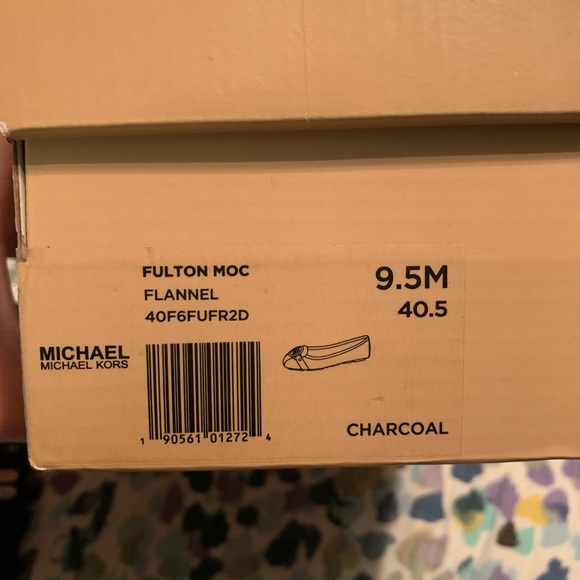 FULTON MOC
FLANNEL
40F6FUFR2D
9.5M
40.5
MICHAEL
MICHAEL KORS
1 90561 01272 4
CHARCOAL